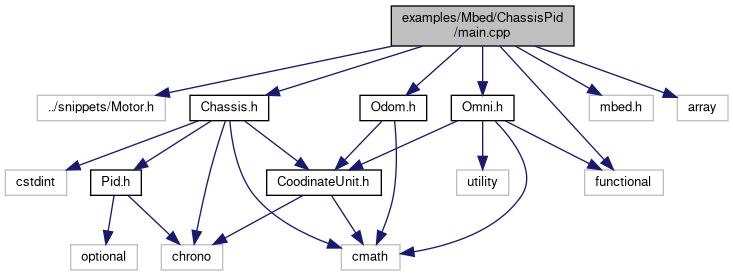 examples/Mbed/ChassisPid
/main.cpp
../snippets/Motor.h
Chassis.h
Odom.h
Omni.h
mbed.h
array
cstdint
Pid.h
CoodinateUnit.h
utility
functional
optional
chrono
cmath